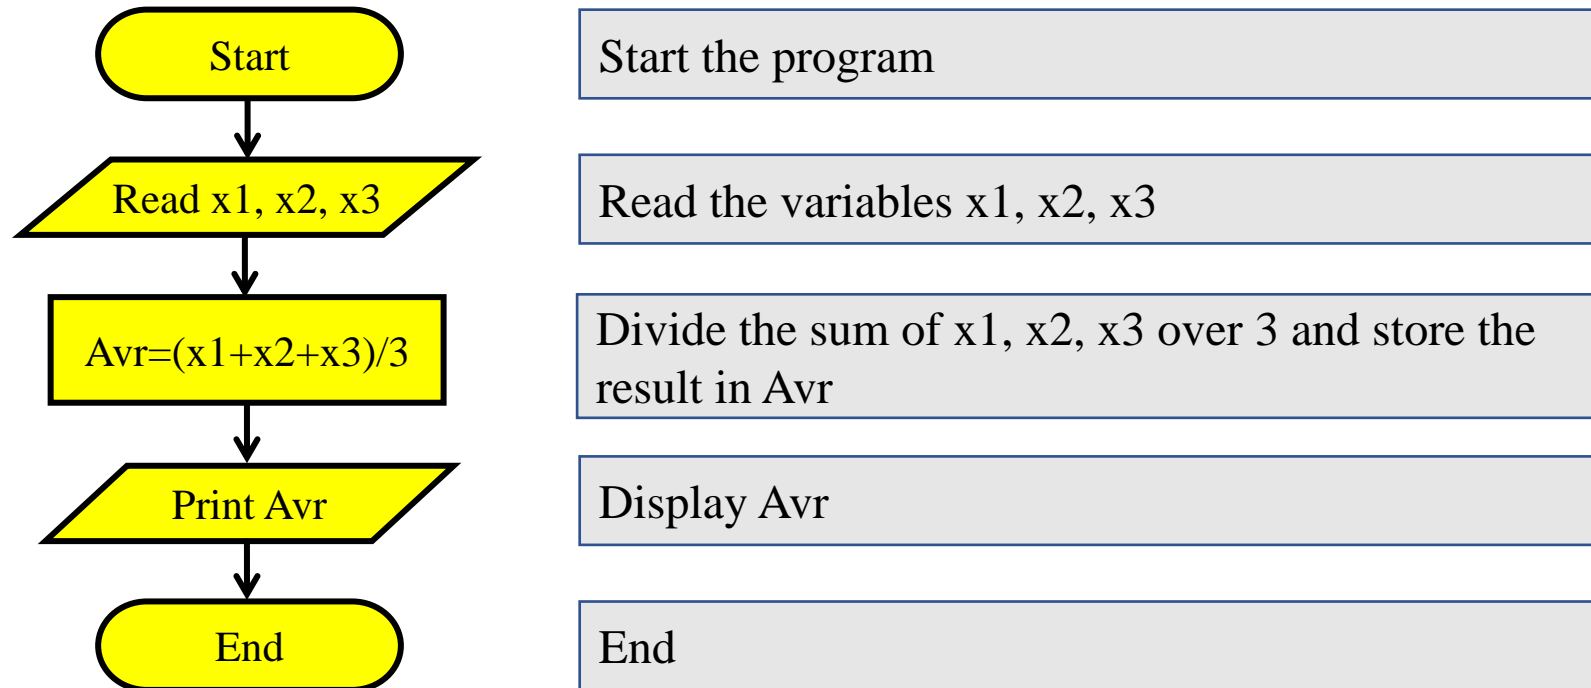 Start
Start the program
Read x1, x2, x3
Read the variables x1, x2, x3
Avr=(x1+x2+x3)/3
Divide the sum of x1, x2, x3 over 3 and store the
result in Avr
Print Avr
Display Avr
End
End